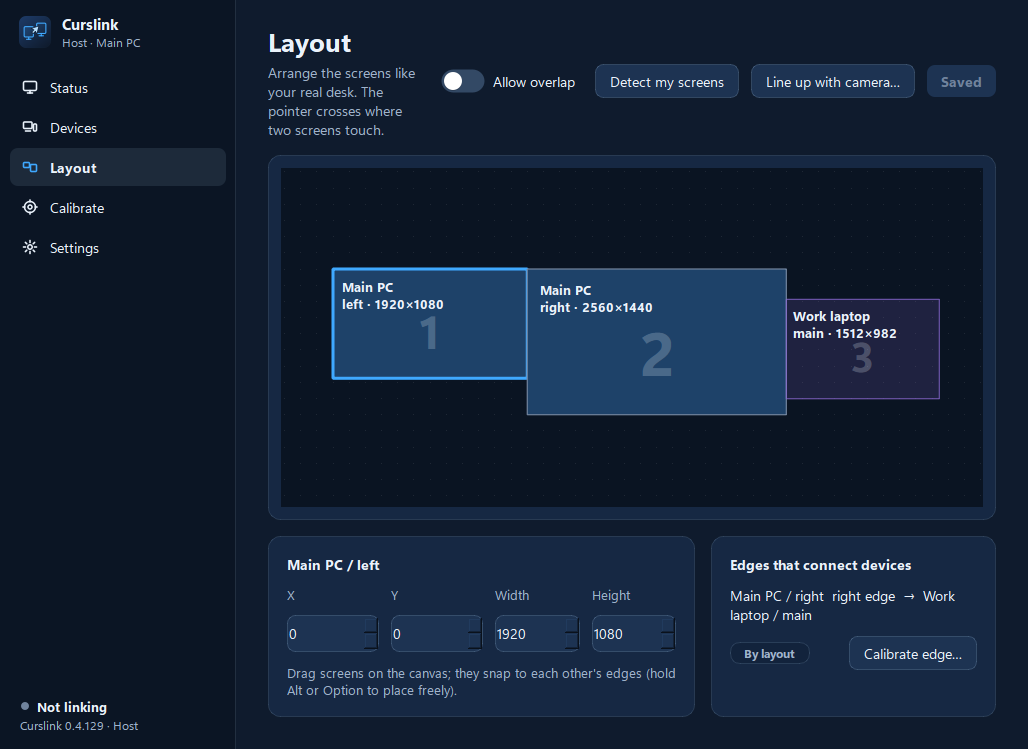 Curslink
Host · Main PC
Status
Devices
Layout
Calibrate
Settings
Not linking
Curslink 0.4.129 · Host
Layout
Arrange the screens like
your real desk. The
pointer crosses where
two screens touch.
Allow overlap
Detect my screens
Line up with camera...
Saved
Main PC
left · 1920×1080
1
Main PC
right · 2560×1440
2
Work laptop
main · 1512×982
3
Main PC / left
X
Y
Width
Height
0
0
1920
1080
Drag screens on the canvas; they snap to each other's edges (hold
Alt or Option to place freely).
Edges that connect devices
Main PC / right right edge → Work
laptop / main
By layout
Calibrate edge...